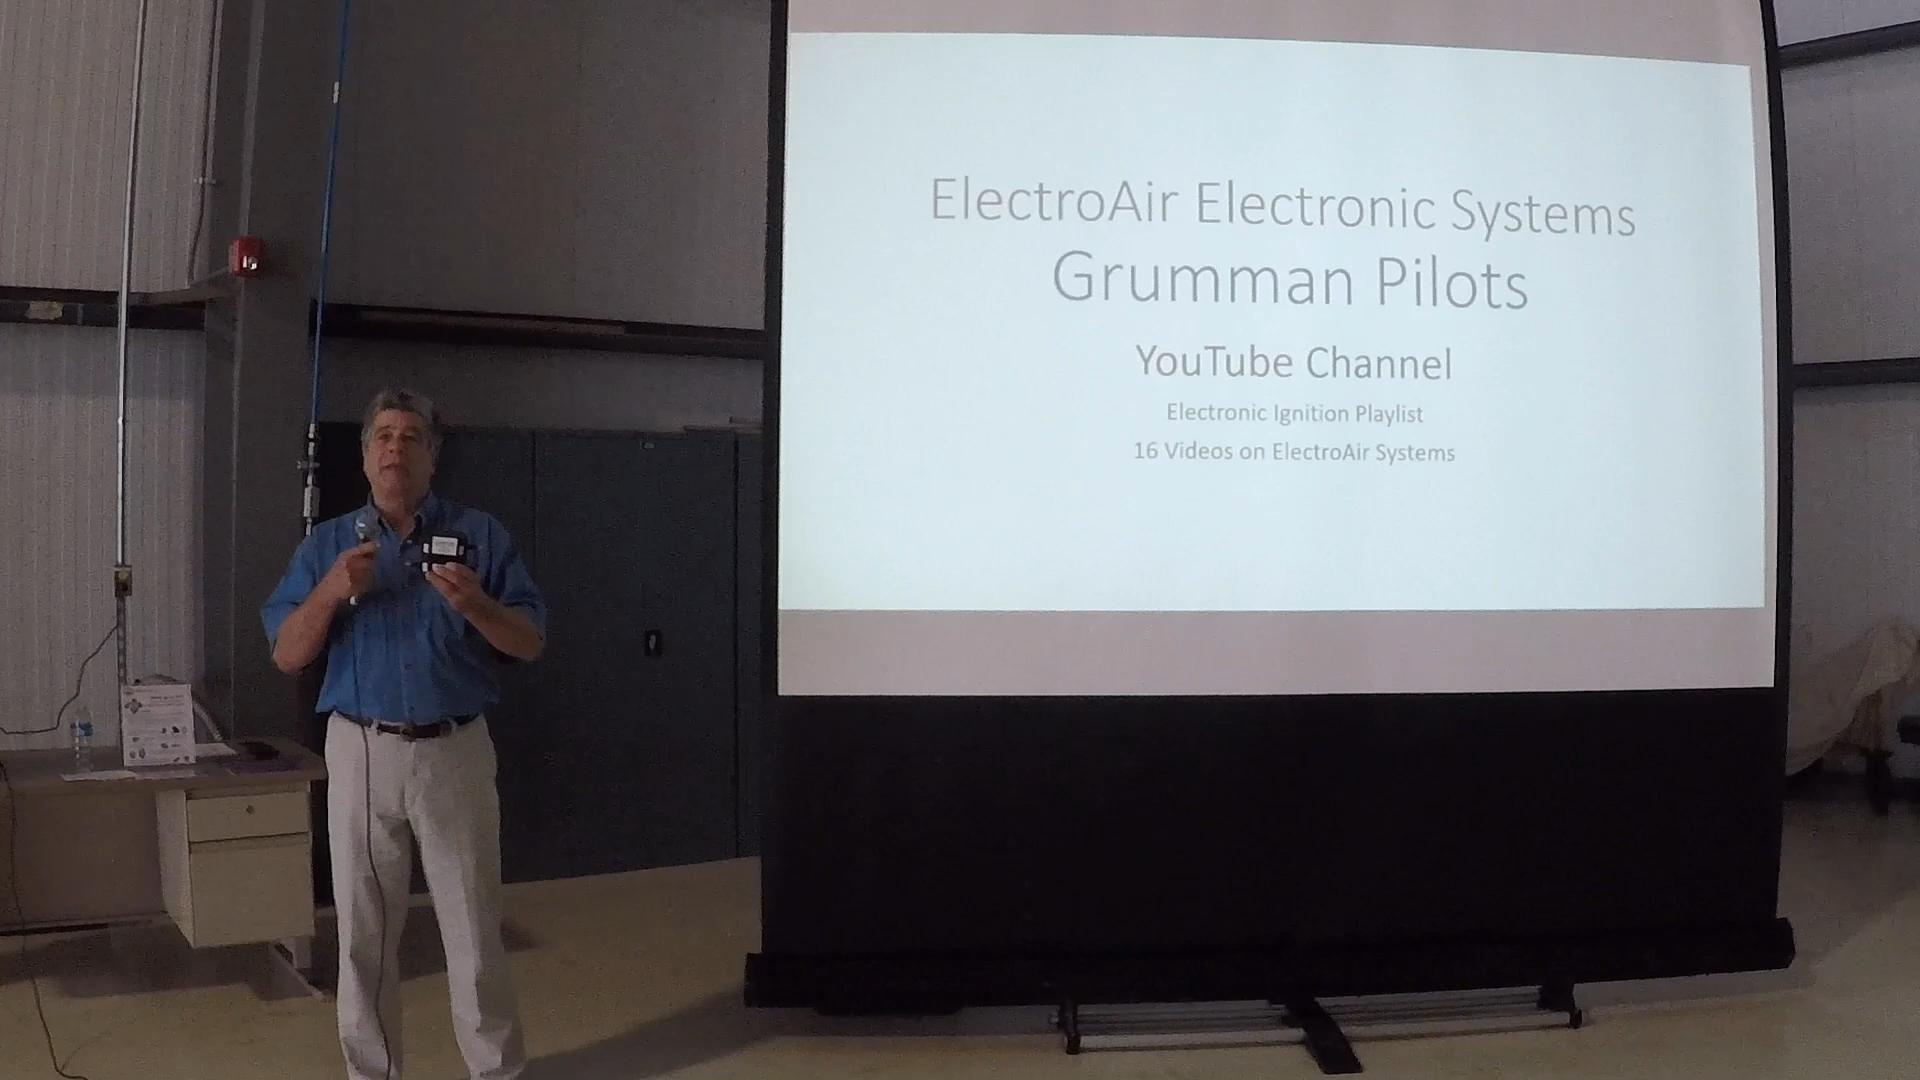 ElectroAir Electronic Systems
Grumman Pilots
YouTube Channel
Electronic Ignition Playlist
16 Videos on ElectroAir Systems